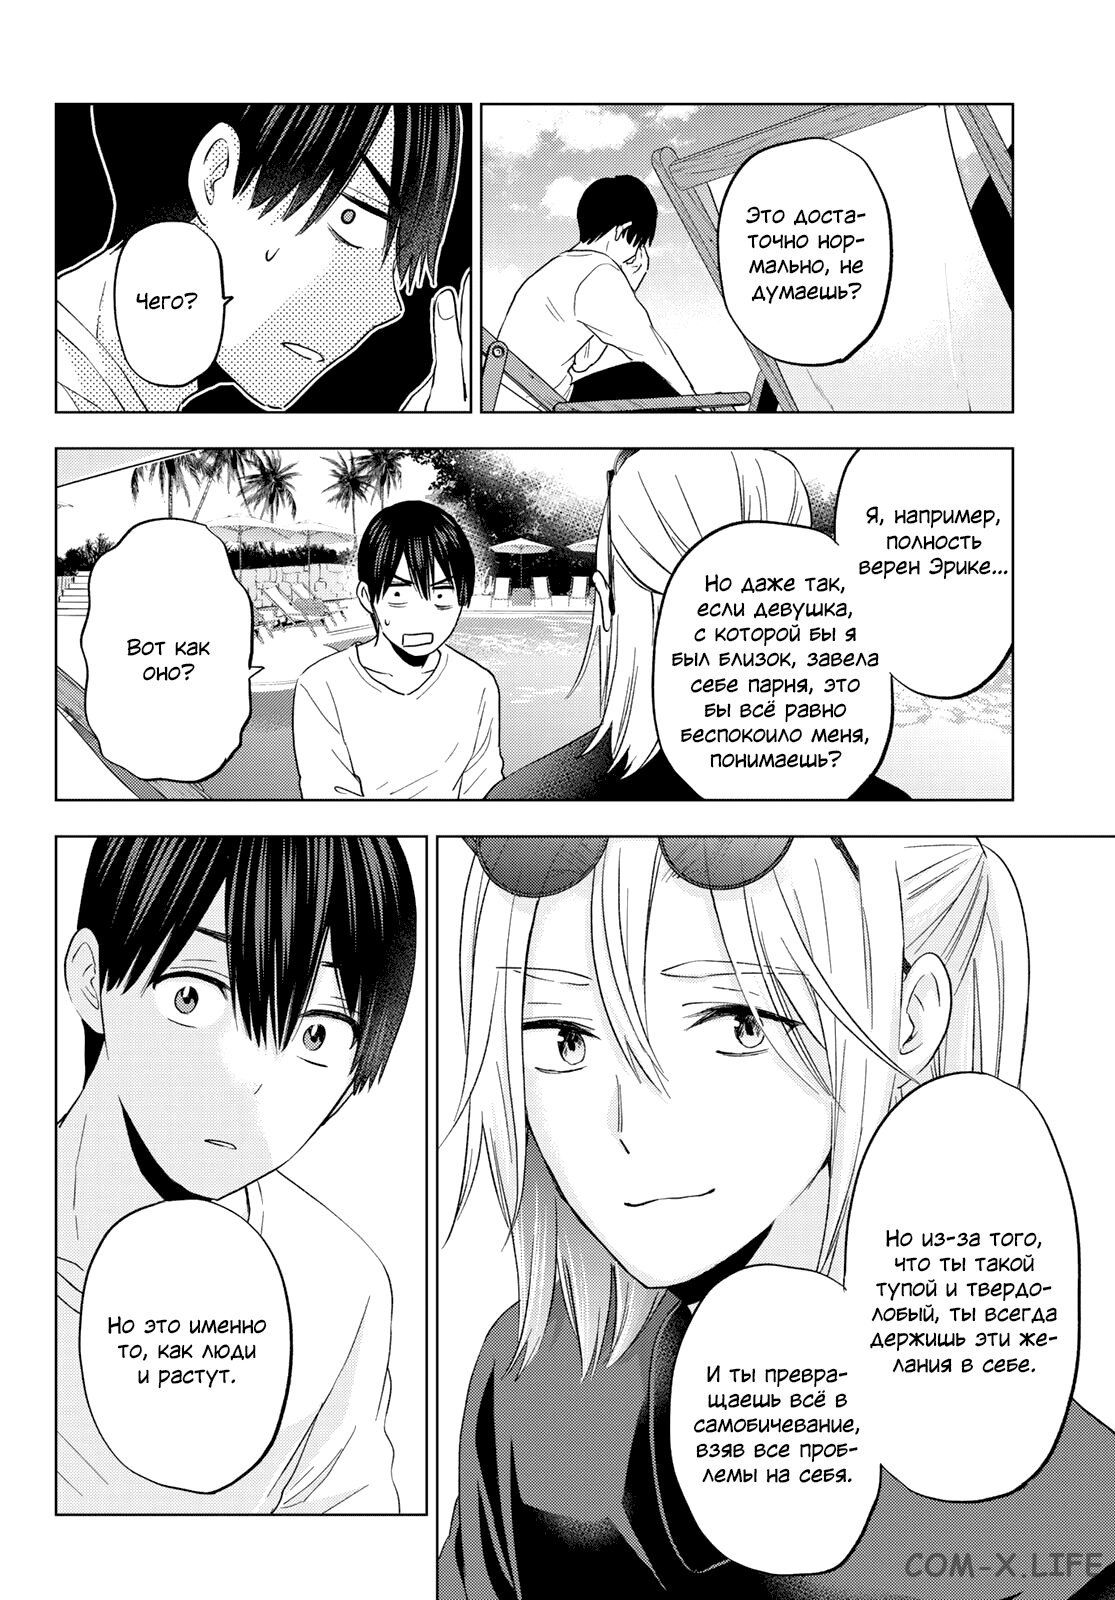 Это доста-
точно нор-
мально, не
думаешь?
Чего?
Я, например,
полность
верен Эрике...
Но даже так,
если девушка,
с которой бы я
был близок, завела
себе парня, это
бы всё равно
беспокоило меня,
понимаешь?
Вот как
оно?
Но из-за того,
что ты такой
тупой и твердо-
лобый, ты всегда
держишь эти же-
лания в себе.
И ты превра-
щаешь всё в
самобичевание,
взяв все проб-
лемы на себя.
Но это именно
то, как люди
и растут.
COM-X.LIFE